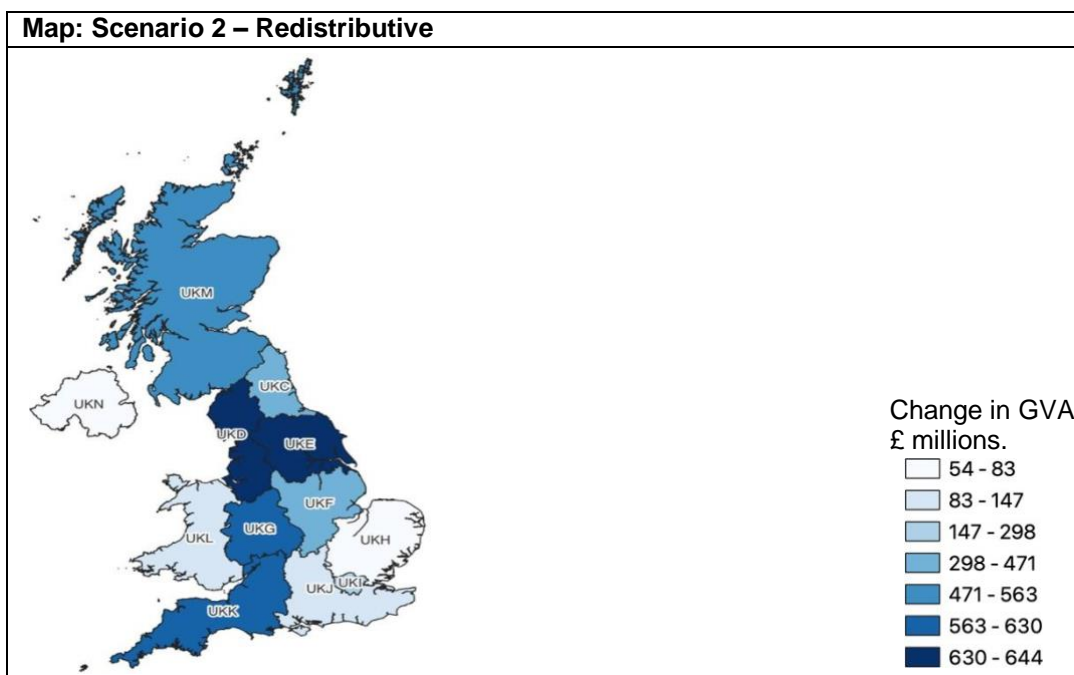 Map: Scenario 2 – Redistributive
UKM
UKC
UKN
UKD
UKE
UKF
UKG
UKL
UKH
UKI
UKJ
UKK
Change in GVA
£ millions.
54 - 83
83 - 147
147 - 298
298 - 471
471 - 563
563 - 630
630 - 644